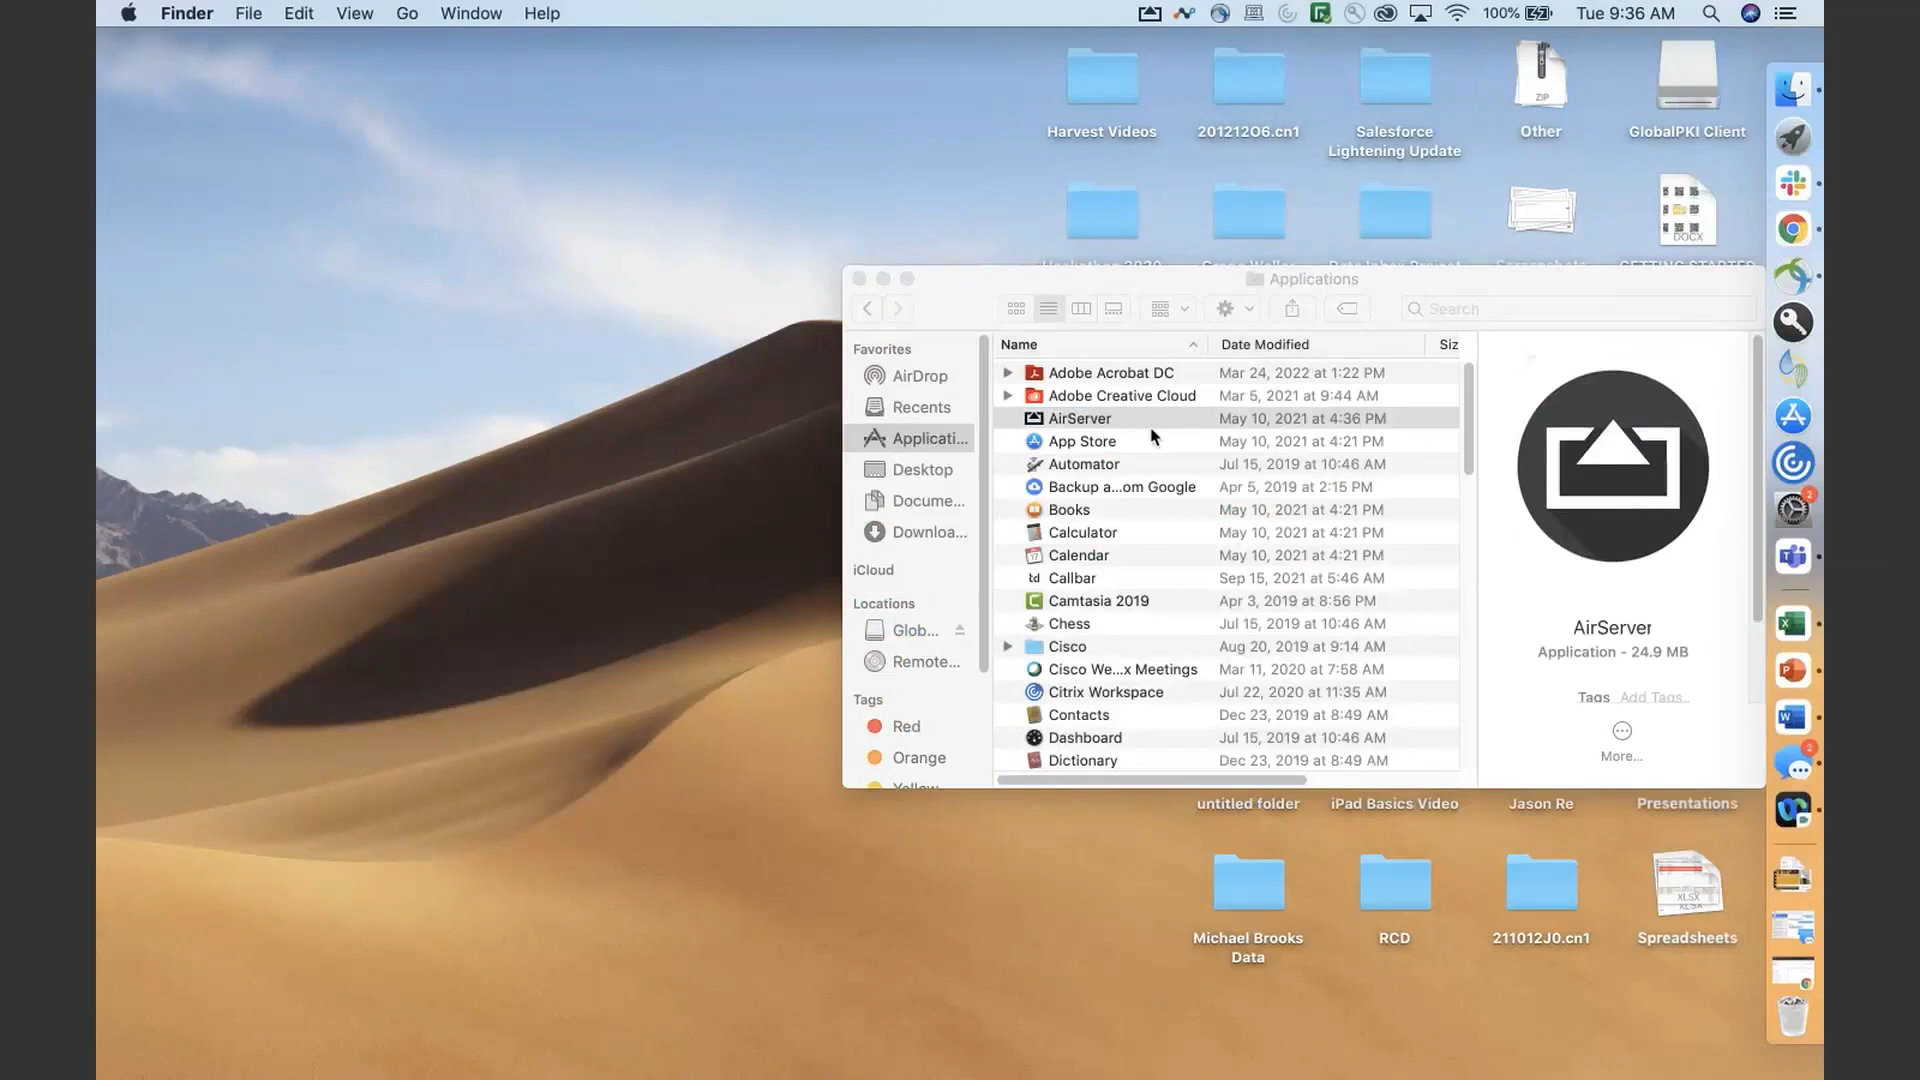 Finder File Edit View Go Window Help
100% Tue 9:36 AM
Harvest Videos
201212O6.cn1
Salesforce
Lightening Update
ZIP
Other
GlobalPKI Client
DOCX
Applications
Search
Favorites
AirDrop
Recents
Applicati...
Desktop
Docume...
Downloa...
iCloud
Locations
Glob...
Remote...
Tags
Red
Orange
Yellow
Name Date Modified Siz
Adobe Acrobat DC Mar 24, 2022 at 1:22 PM
Adobe Creative Cloud Mar 5, 2021 at 9:44 AM
AirServer May 10, 2021 at 4:36 PM
App Store May 10, 2021 at 4:21 PM
Automator Jul 15, 2019 at 10:46 AM
Backup a...om Google Apr 5, 2019 at 2:15 PM
Books May 10, 2021 at 4:21 PM
Calculator May 10, 2021 at 4:21 PM
Calendar May 10, 2021 at 4:21 PM
td Callbar Sep 15, 2021 at 5:46 AM
Camtasia 2019 Apr 3, 2019 at 8:56 PM
Chess Jul 15, 2019 at 10:46 AM
Cisco Aug 20, 2019 at 9:14 AM
Cisco We...x Meetings Mar 11, 2020 at 7:58 AM
Citrix Workspace Jul 22, 2020 at 11:35 AM
Contacts Dec 23, 2019 at 8:49 AM
Dashboard Jul 15, 2019 at 10:46 AM
Dictionary Dec 23, 2019 at 8:49 AM
AirServer
Application - 24.9 MB
Tags Add Tags...
More...
untitled folder
iPad Basics Video
Jason Re
Presentations
Michael Brooks
Data
RCD
211012J0.cn1
XLSX
Spreadsheets
2
2